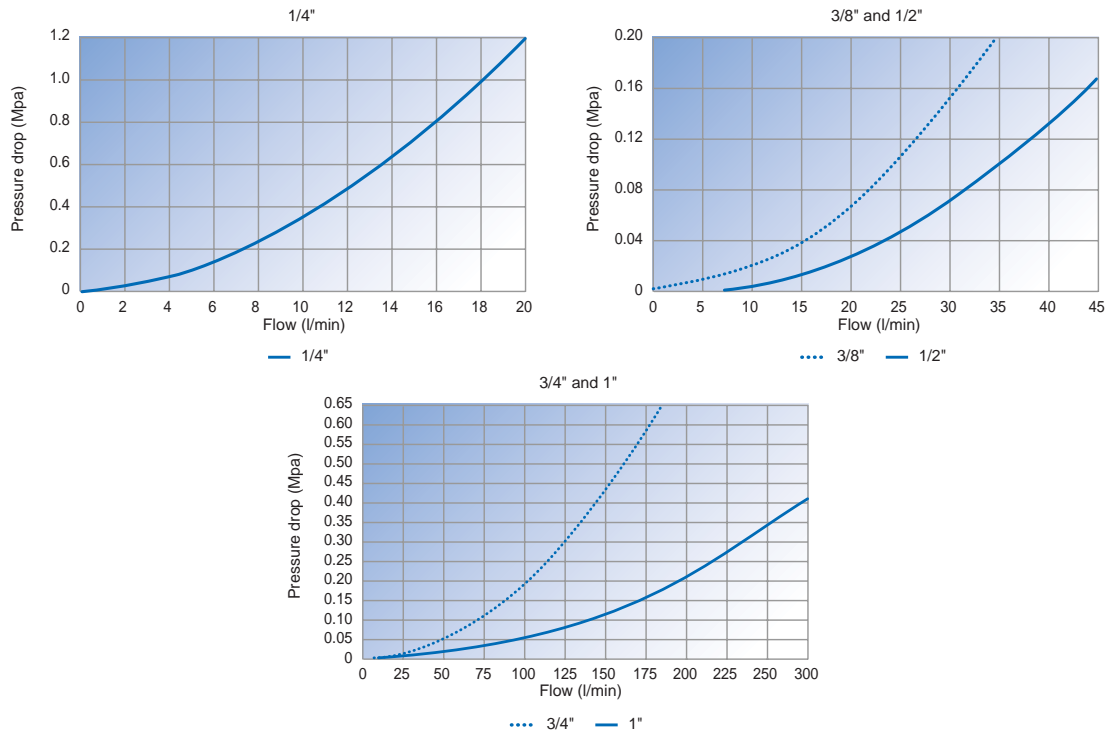 1/4"
Pressure drop (Mpa)
1.2
1.0
0.8
0.6
0.4
0.2
0
0 2 4 6 8 10 12 14 16 18 20
Flow (l/min)
1/4"
3/8" and 1/2"
Pressure drop (Mpa)
0.20
0.16
0.12
0.08
0.04
0
0 5 10 15 20 25 30 35 40 45
Flow (l/min)
3/8" 1/2"
3/4" and 1"
Pressure drop (Mpa)
0.65
0.55
0.55
0.50
0.45
0.40
0.35
0.25
0.25
0.20
0.15
0.10
0.05
0
0 25 50 75 100 125 150 175 200 225 250 300
Flow (l/min)
3/4" 1"